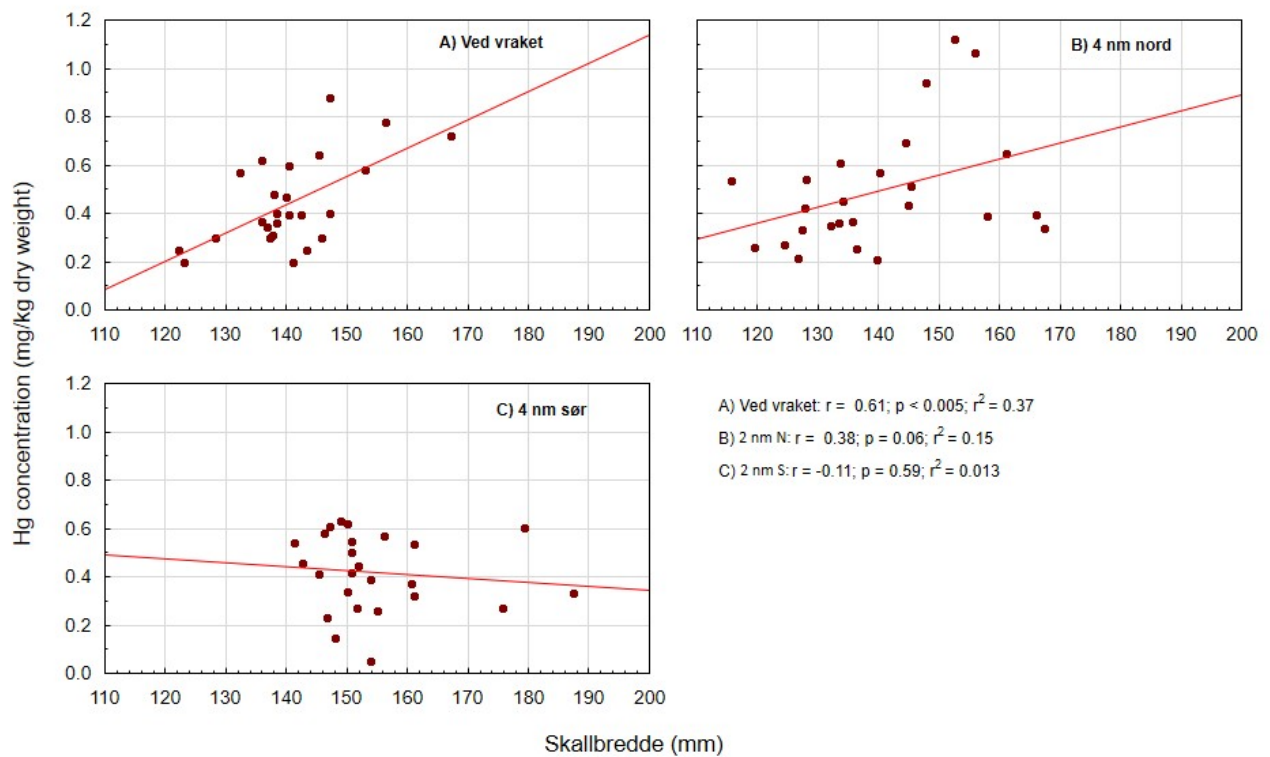 1.2
1.0
0.8
0.6
0.4
0.2
0.0
A) Ved vraket
110 120 130 140 150 160 170 180 190 200
B) 4 nm nord
110 120 130 140 150 160 170 180 190 200
Hg concentration (mg/kg dry weight)
1.2
1.0
0.8
0.6
0.4
0.2
0.0
C) 4 nm sør
110 120 130 140 150 160 170 180 190 200
A) Ved vraket: r = 0.61; p < 0.005; r² = 0.37
B) 2 nm N: r = 0.38; p = 0.06; r² = 0.15
C) 2 nm S: r = -0.11; p = 0.59; r² = 0.013
Skallbredde (mm)